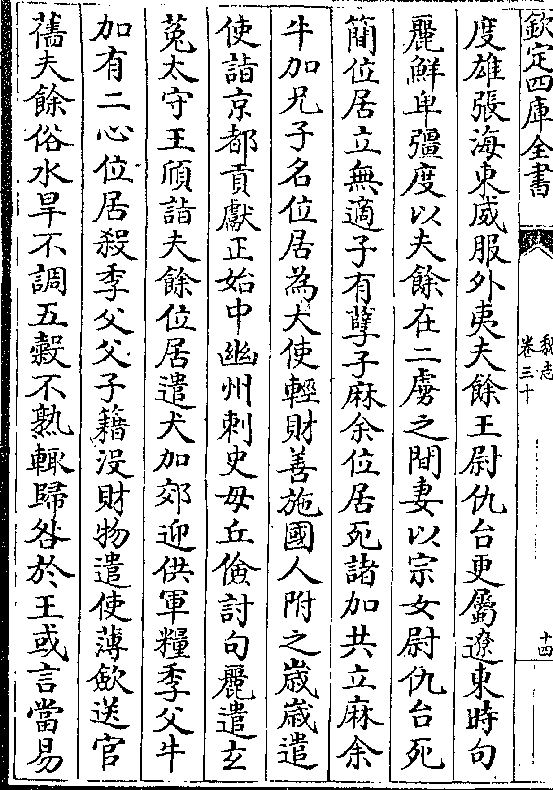 欽定四庫全書
魏志
卷三十
十四
度雄張海東威服外夷夫餘王尉仇台更屬遼東時句
麗鮮卑彊度以夫餘在二虜之間妻以宗女尉仇台死
簡位居立無適子有孽子麻余位居死諸加共立麻余
牛加兄子名位居為犬使輕財善施國人附之歲歲遣
使詣京都貢獻正始中幽州刺史毋丘儉討句麗遣玄
菟太守王頎詣夫餘位居遣犬加郊迎供軍糧季父牛
加有二心位居殺季父父子籍沒財物遣使薄斂送官
舊夫餘俗水旱不調五穀不熟輙歸咎於王或言當易